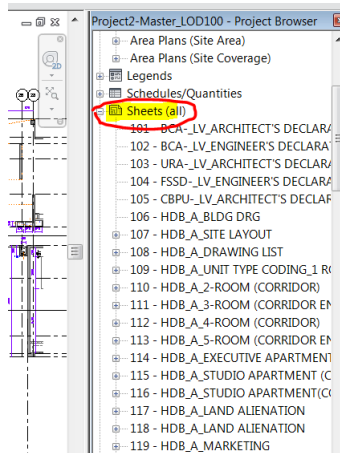 Project2-Master_LOD100 - Project Browser
Area Plans (Site Area)
Area Plans (Site Coverage)
Legends
Schedules/Quantities
Sheets (all)
101 - BCA-_LV_ARCHITECT'S DECLARA
102 - BCA-_LV_ENGINEER'S DECLARA
103 - URA-_LV_ARCHITECT'S DECLARA
104 - FSSD-_LV_ENGINEER'S DECLARA
105 - CBPU-_LV_ARCHITECT'S DECLAR
106 - HDB_A_BLDG DRG
107 - HDB_A_SITE LAYOUT
108 - HDB_A_DRAWING LIST
109 - HDB_A_UNIT TYPE CODING_1 R
110 - HDB_A_2-ROOM (CORRIDOR)
111 - HDB_A_3-ROOM (CORRIDOR EN
112 - HDB_A_4-ROOM (CORRIDOR)
113 - HDB_A_5-ROOM (CORRIDOR EN
114 - HDB_A_EXECUTIVE APARTMENT
115 - HDB_A_STUDIO APARTMENT (C
116 - HDB_A_STUDIO APARTMENT(C
117 - HDB_A_LAND ALIENATION
118 - HDB_A_LAND ALIENATION
119 - HDB_A_MARKETING